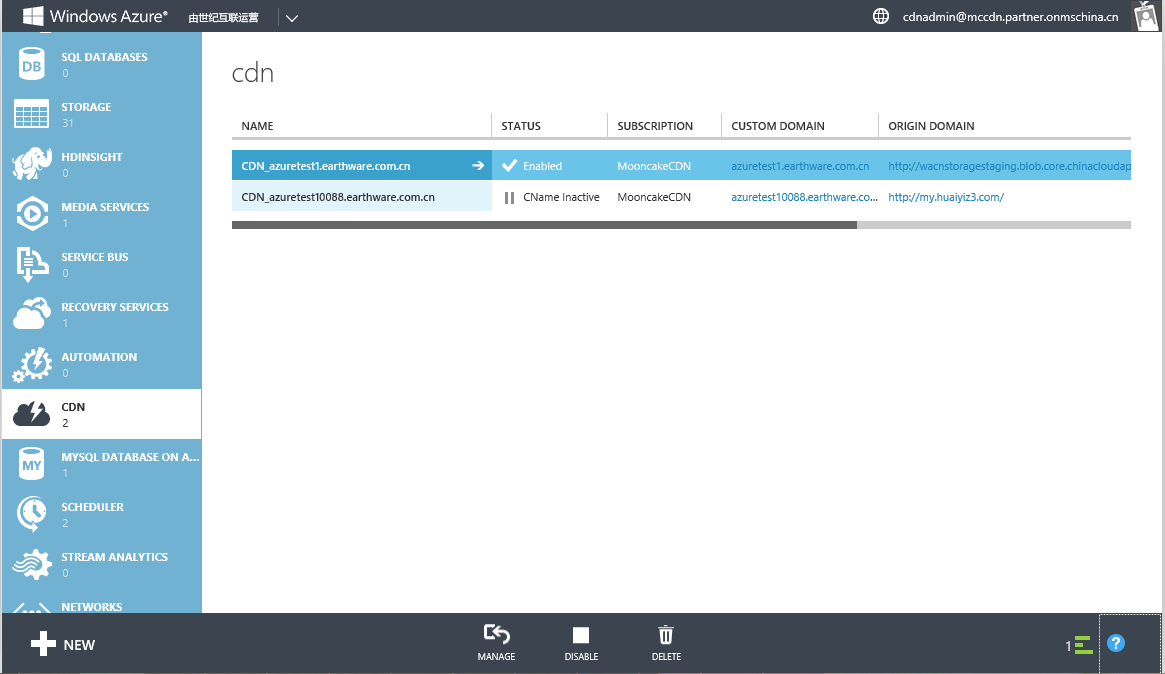 Windows Azure® 由世纪互联运营 cdnadmin@mccdn.partner.onmschina.cn
DB SQL DATABASES
0
STORAGE
31
HDINSIGHT
0
MEDIA SERVICES
1
SERVICE BUS
0
RECOVERY SERVICES
1
AUTOMATION
0
CDN
2
MY MYSQL DATABASE ON A...
1
SCHEDULER
2
STREAM ANALYTICS
0
NETWORKS
cdn
NAME STATUS SUBSCRIPTION CUSTOM DOMAIN ORIGIN DOMAIN
CDN_azuretest1.earthware.com.cn Enabled MooncakeCDN azuretest1.earthware.com.cn http://wacnstoragestaging.blob.core.chinacloudap
CDN_azuretest10088.earthware.com.cn CName Inactive MooncakeCDN azuretest10088.earthware.co... http://my.huaiyiz3.com/
NEW MANAGE DISABLE DELETE 1 ?